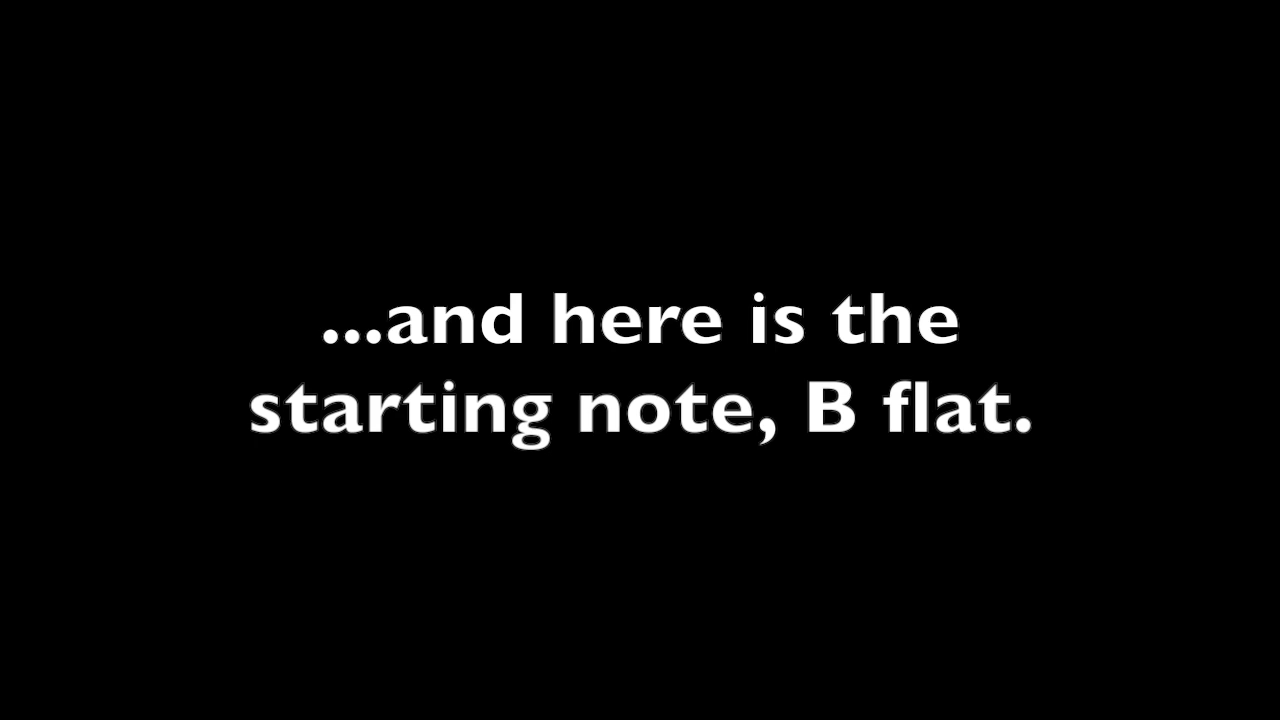 ...and here is the
starting note, B flat.